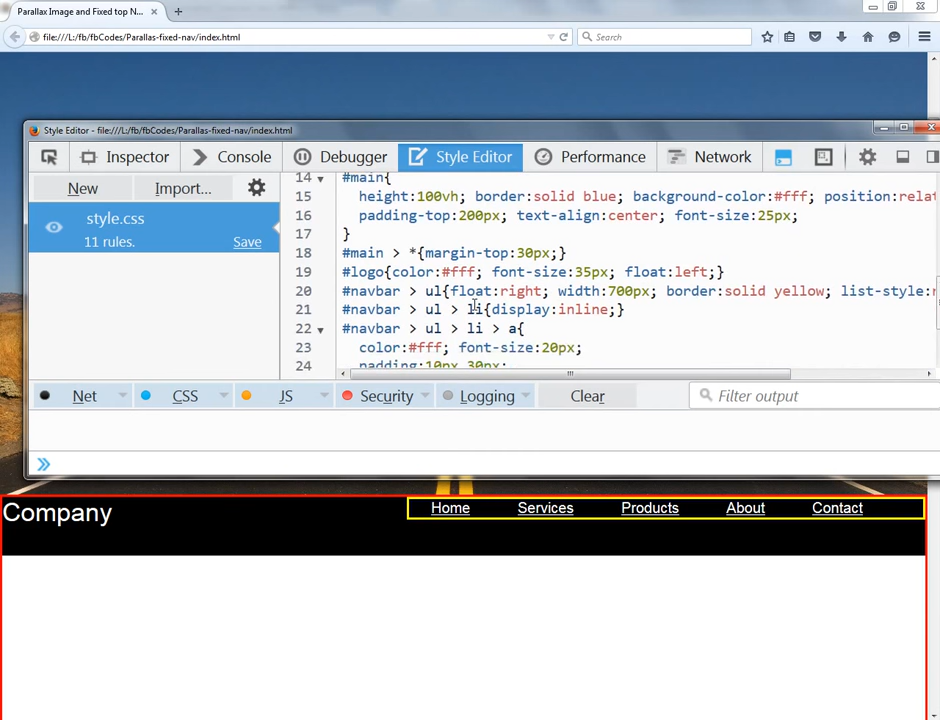 Parallax Image and Fixed top N...
file:///L:/fb/fbCodes/Parallas-fixed-nav/index.html
Search
Style Editor - file:///L:/fb/fbCodes/Parallas-fixed-nav/index.html
Inspector Console Debugger Style Editor Performance Network
New Import...
style.css
11 rules. Save
14 #main{
15 height:100vh; border:solid blue; background-color:#fff; position:relat
16 padding-top:200px; text-align:center; font-size:25px;
17 }
18 #main > *{margin-top:30px;}
19 #logo{color:#fff; font-size:35px; float:left;}
20 #navbar > ul{float:right; width:700px; border:solid yellow; list-style:n
21 #navbar > ul > li{display:inline;}
22 #navbar > ul > li > a{
23 color:#fff; font-size:20px;
24 padding:10px 30px;
Net CSS JS Security Logging Clear Filter output
Company Home Services Products About Contact